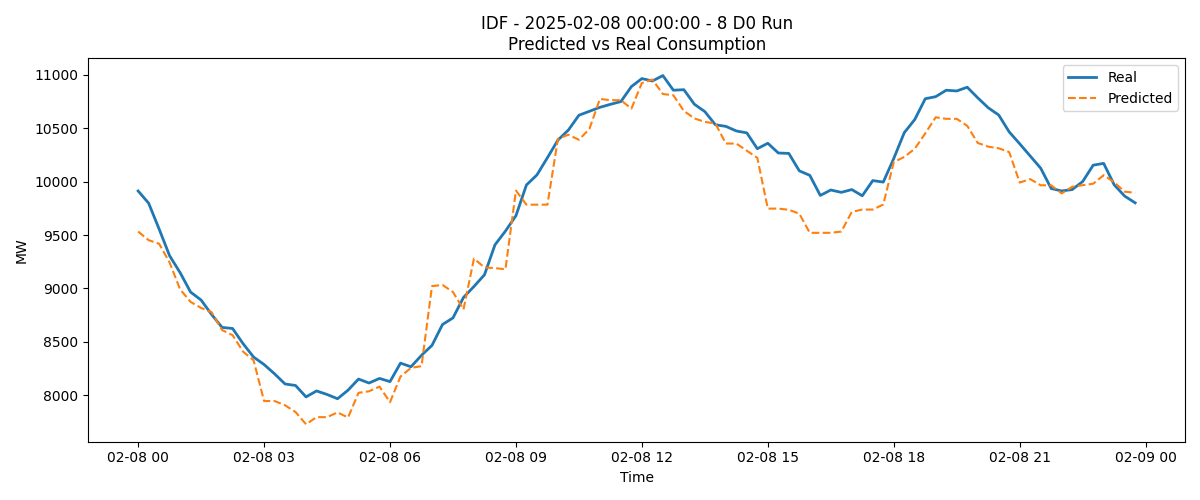 IDF - 2025-02-08 00:00:00 - 8 D0 Run
Predicted vs Real Consumption
Real
Predicted
11000
10500
10000
9500
9000
8500
8000
MW
02-08 00
02-08 03
02-08 06
02-08 09
02-08 12
02-08 15
02-08 18
02-08 21
02-09 00
Time